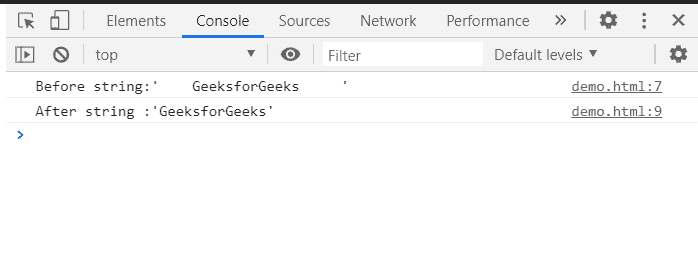 Elements Console Sources Network Performance »
top Filter Default levels
Before string:'    GeeksforGeeks     ' demo.html:7
After string :'GeeksforGeeks' demo.html:9
>